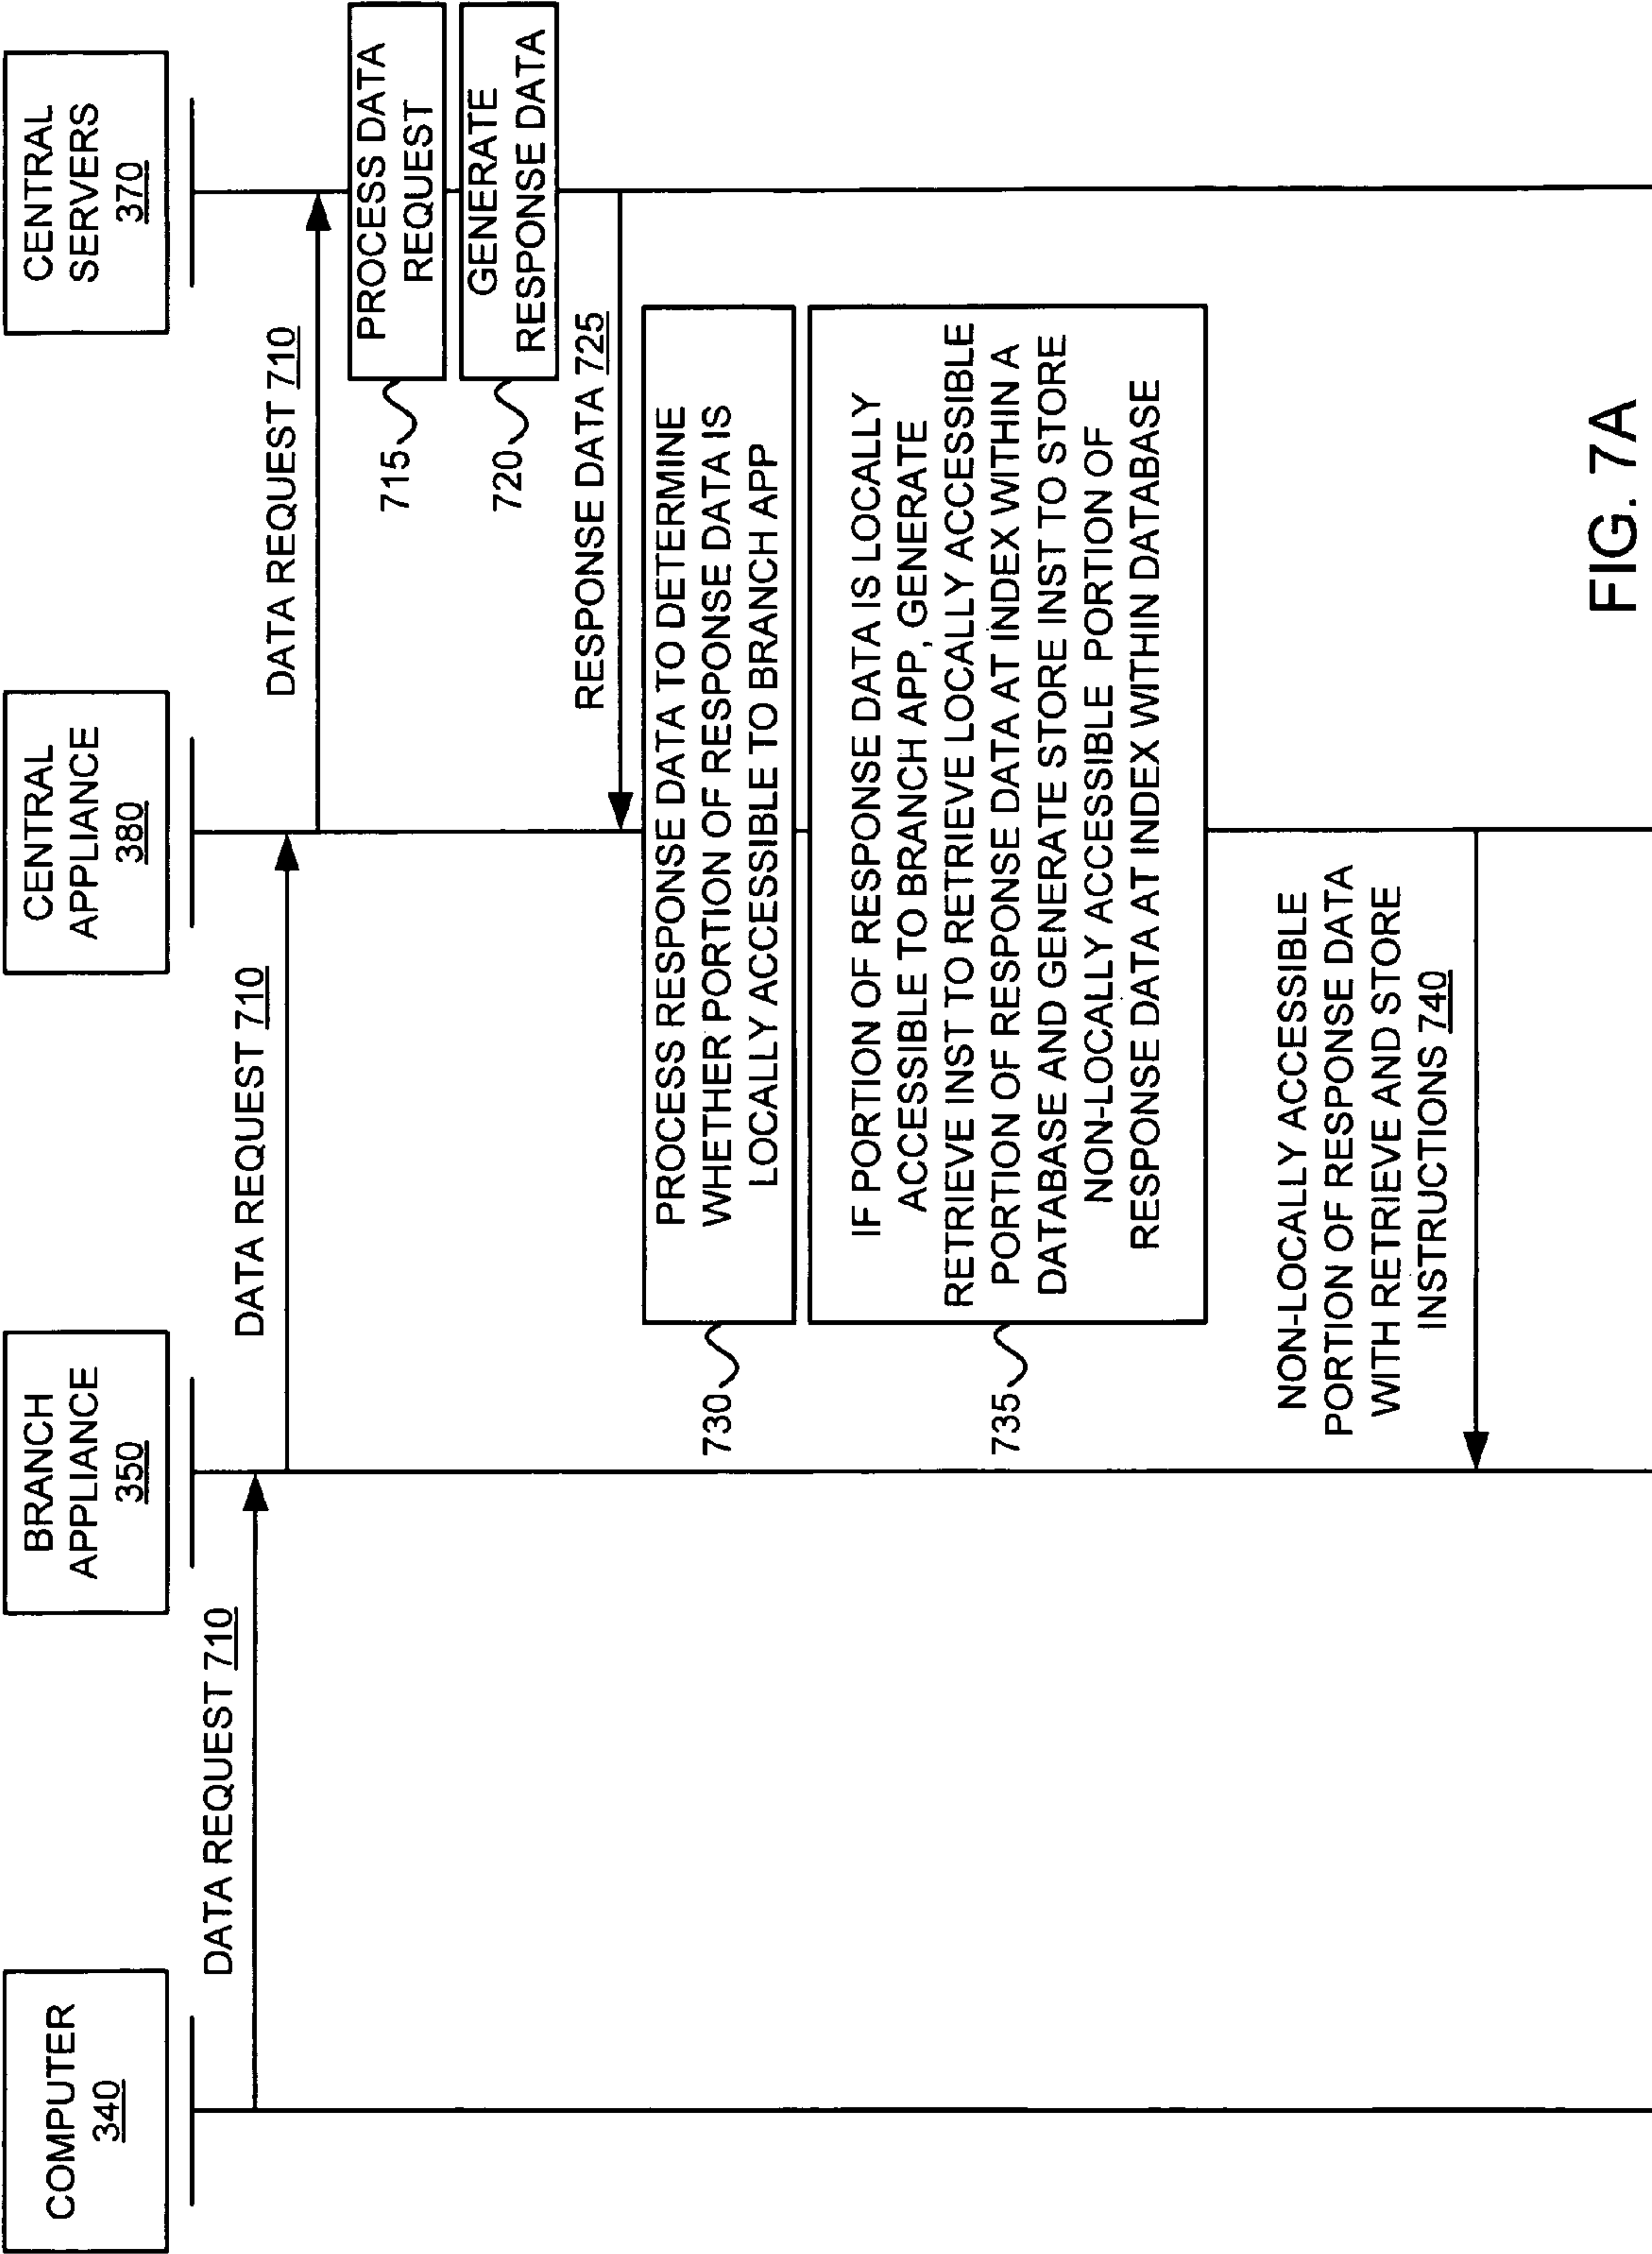 COMPUTER
340
BRANCH
APPLIANCE
350
CENTRAL
APPLIANCE
380
CENTRAL
SERVERS
370
DATA REQUEST 710
DATA REQUEST 710
DATA REQUEST 710
715
PROCESS DATA
REQUEST
720
GENERATE
RESPONSE DATA
RESPONSE DATA 725
730
PROCESS RESPONSE DATA TO DETERMINE
WHETHER PORTION OF RESPONSE DATA IS
LOCALLY ACCESSIBLE TO BRANCH APP
735
IF PORTION OF RESPONSE DATA IS LOCALLY
ACCESSIBLE TO BRANCH APP, GENERATE
RETRIEVE INST TO RETRIEVE LOCALLY ACCESSIBLE
PORTION OF RESPONSE DATA AT INDEX WITHIN A
DATABASE AND GENERATE STORE INST TO STORE
NON-LOCALLY ACCESSIBLE PORTION OF
RESPONSE DATA AT INDEX WITHIN DATABASE
NON-LOCALLY ACCESSIBLE
PORTION OF RESPONSE DATA
WITH RETRIEVE AND STORE
INSTRUCTIONS 740
FIG. 7A